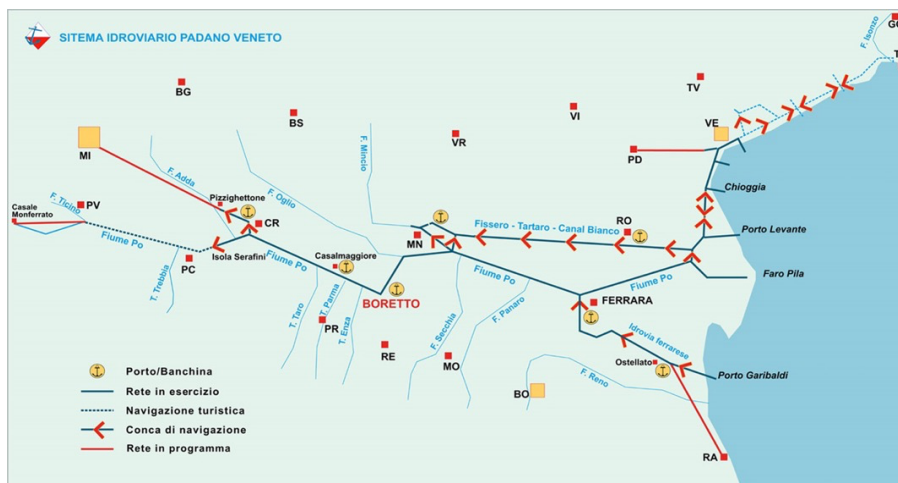 SITEMA IDROVIARIO PADANO VENETO
GO
F. Isonzo
T
BG
TV
BS
VI
VE
MI
VR
PD
F. Mincio
F. Adda
F. Oglio
Pizzighettone
Chioggia
F. Ticino
PV
Casale
Monferrato
CR
Fissero - Tartaro - Canal Bianco
RO
MN
Porto Levante
Fiume Po
PC
Isola Serafini
Fiume Po
Casalmaggiore
Fiume Po
Fiume Po
Faro Pila
T. Trebbia
BORETTO
FERRARA
T. Taro
T. Parma
T. Enza
F. Secchia
F. Panaro
PR
RE
MO
Idrovia ferrarese
Ostellato
Porto Garibaldi
F. Reno
BO
RA
Porto/Banchina
Rete in esercizio
Navigazione turistica
Conca di navigazione
Rete in programma